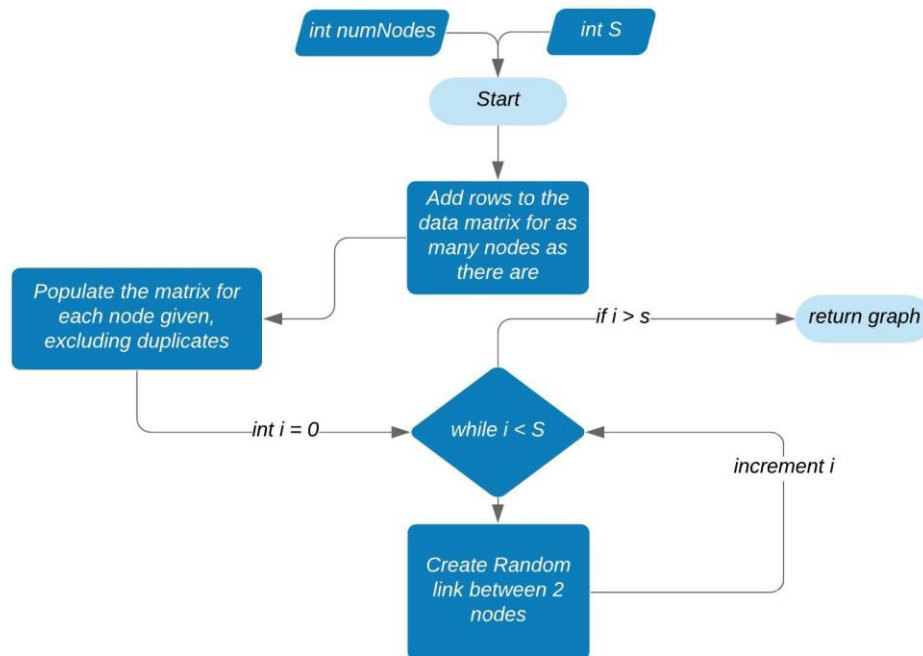 int numNodes
int S
Start
Add rows to the
data matrix for as
many nodes as
there are
Populate the matrix for
each node given,
excluding duplicates
if i > s
return graph
int i = 0
while i < S
increment i
Create Random
link between 2
nodes